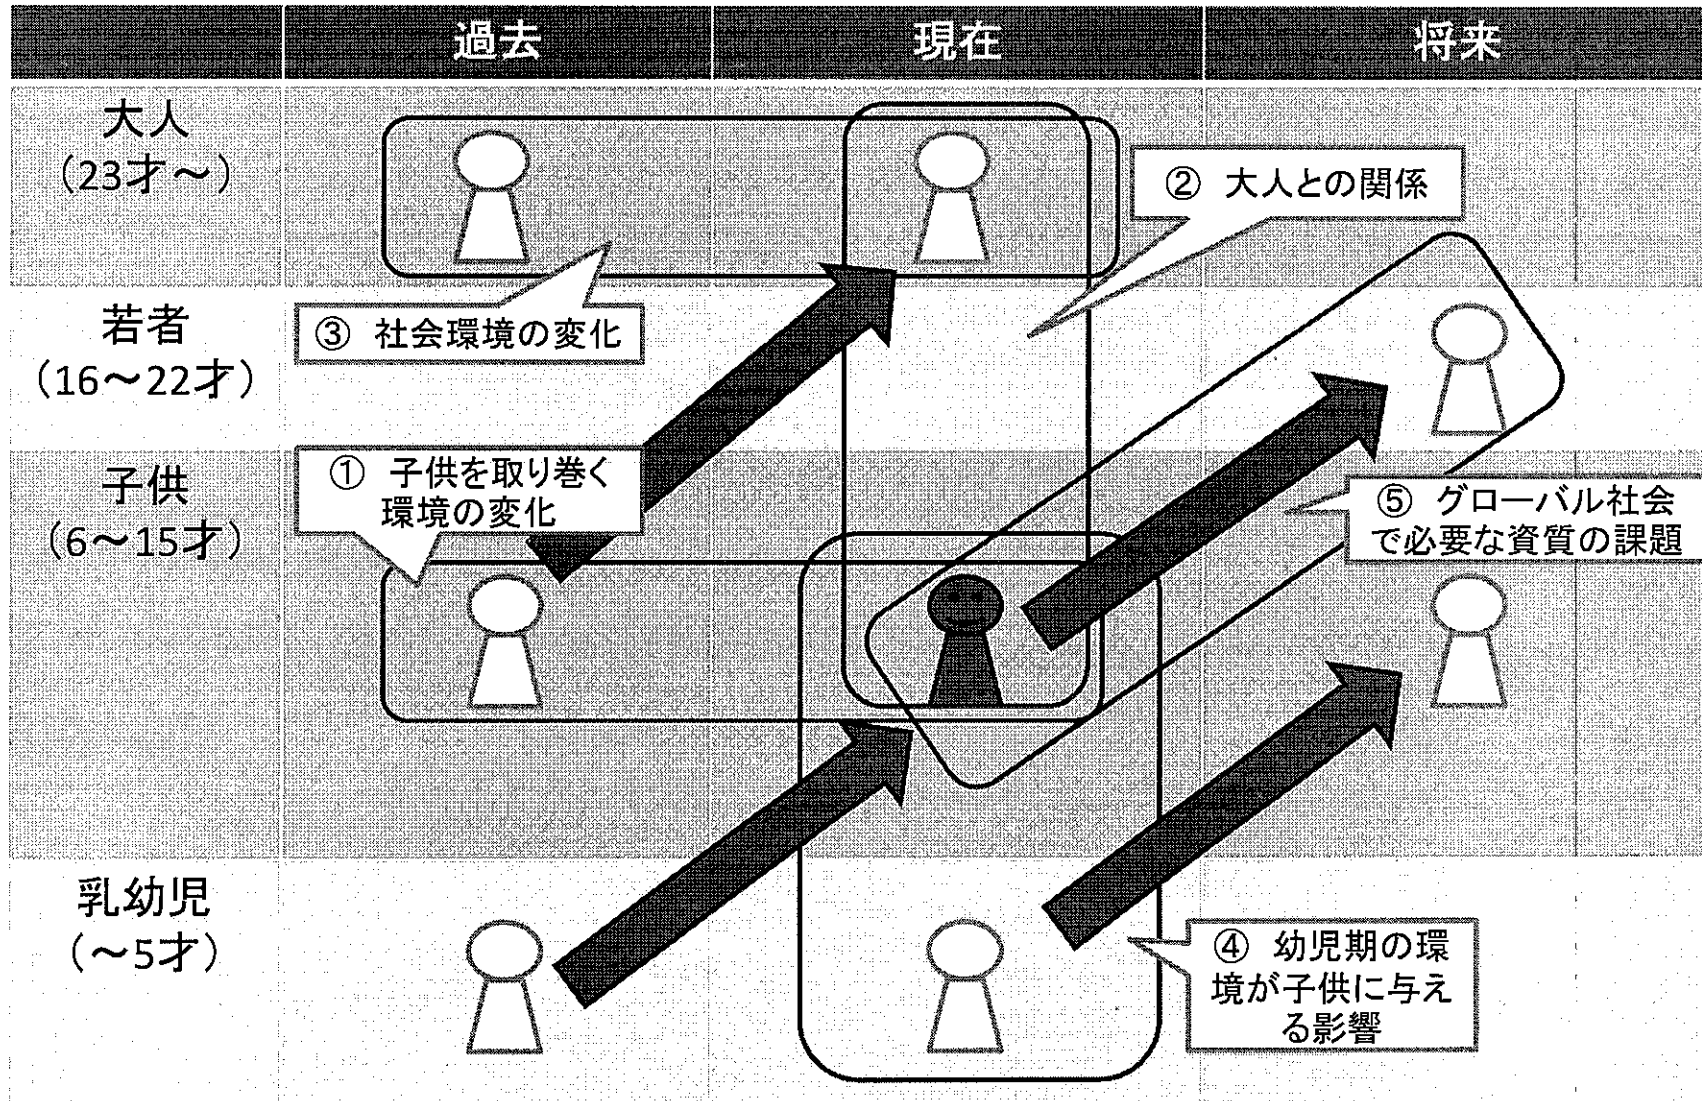 過去 現在 将来
大人
（23才～）
② 大人との関係
若者
（16～22才）
③ 社会環境の変化
子供
（6～15才）
① 子供を取り巻く
環境の変化
⑤ グローバル社会
で必要な資質の課題
乳幼児
（～5才）
④ 幼児期の環
境が子供に与え
る影響